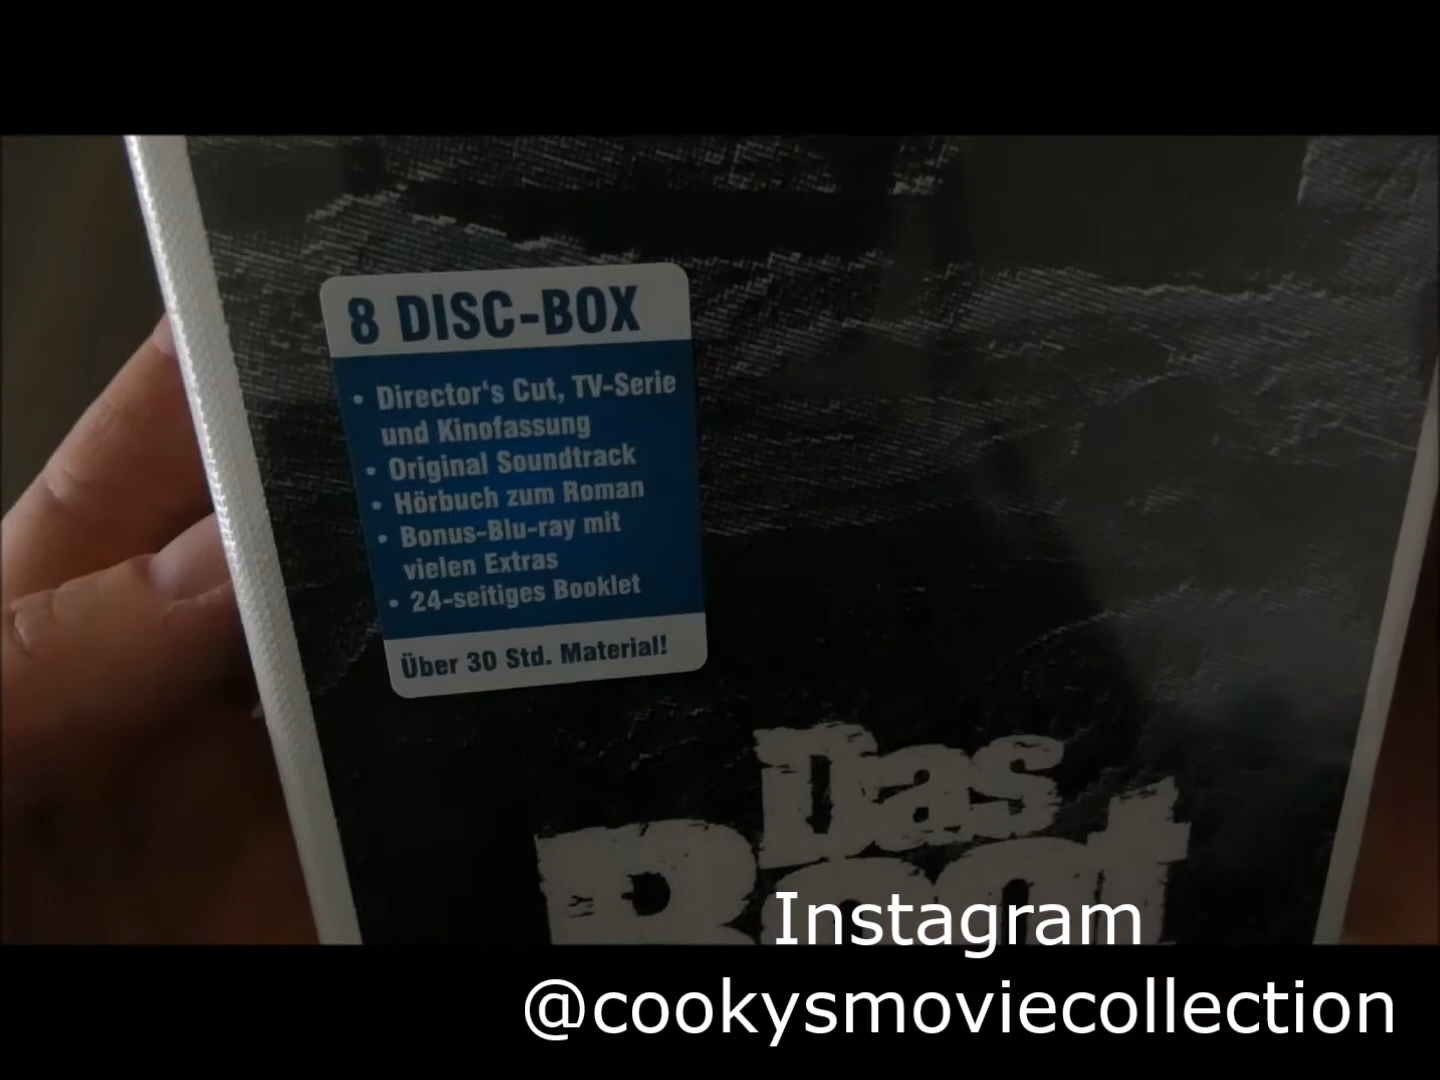 8 DISC-BOX
• Director's Cut, TV-Serie
und Kinofassung
• Original Soundtrack
• Hörbuch zum Roman
• Bonus-Blu-ray mit
vielen Extras
• 24-seitiges Booklet
Über 30 Std. Material!
Das
Boot
Instagram
@cookysmoviecollection